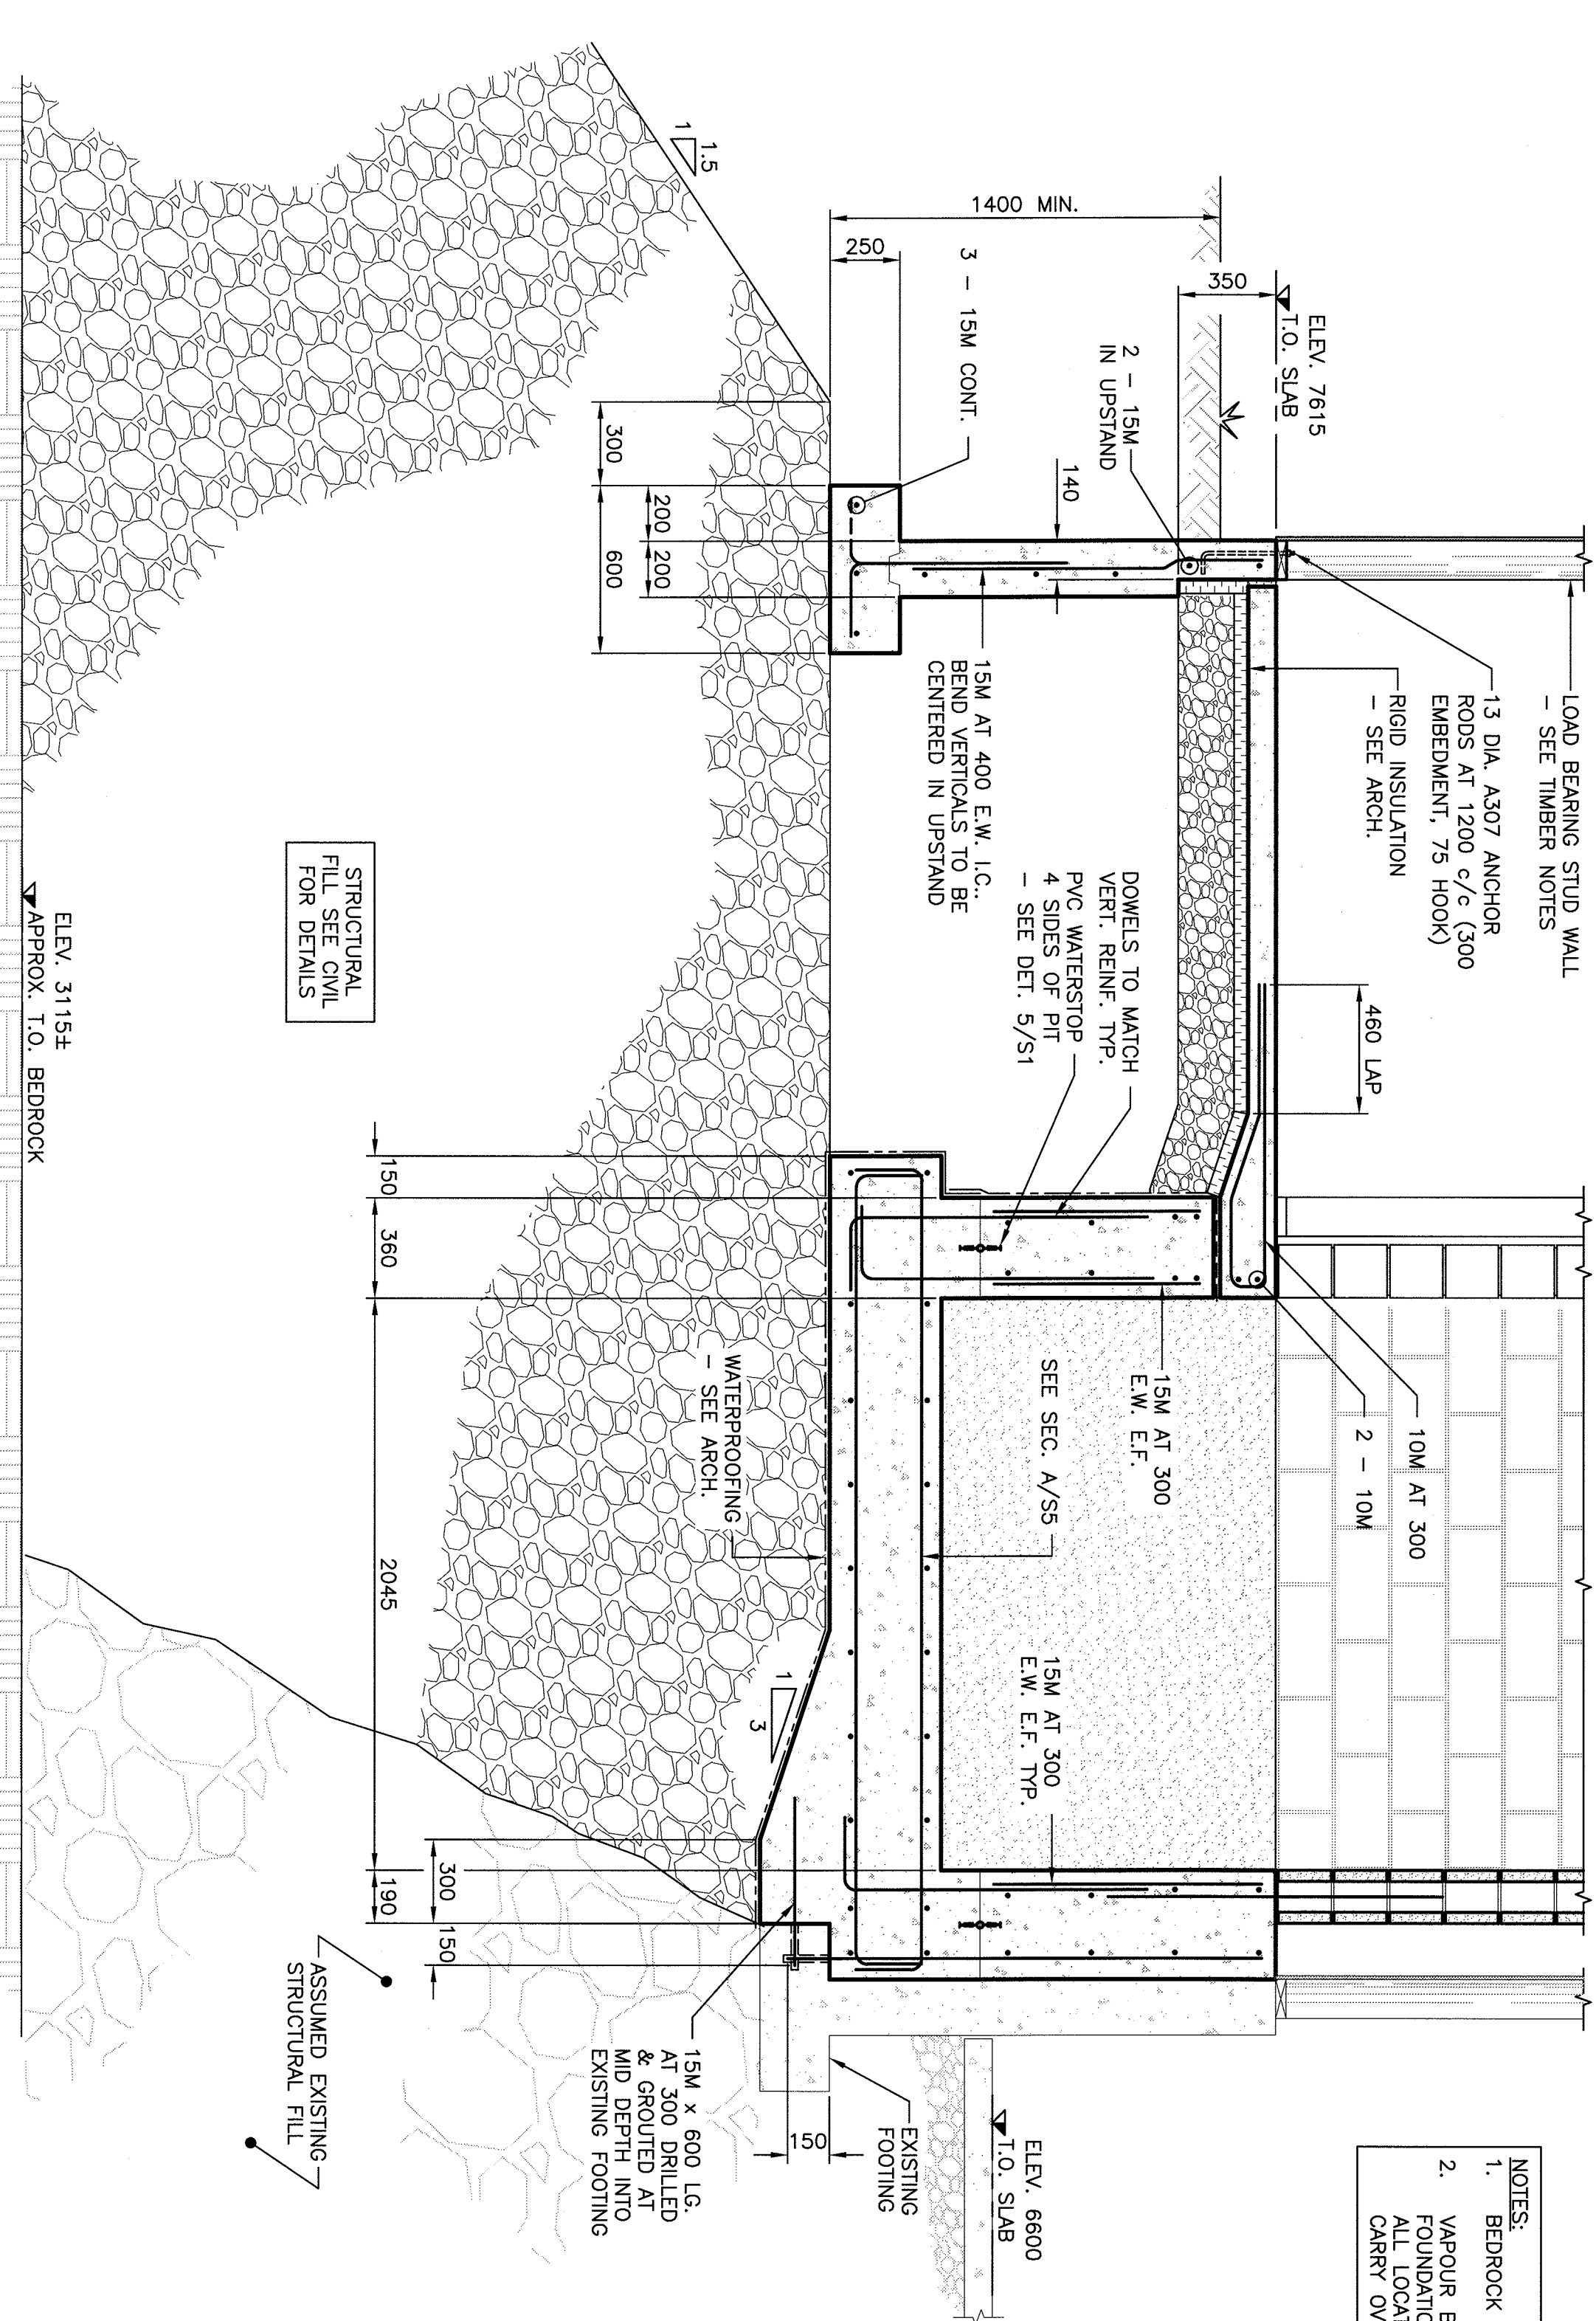 LOAD BEARING STUD WALL
- SEE TIMBER NOTES
13 DIA. A307 ANCHOR
RODS AT 1200 c/c (300
EMBEDMENT, 75 HOOK)
RIGID INSULATION
- SEE ARCH.
460 LAP
10M AT 300
2 - 10M
NOTES:
1. BEDROCK
2. VAPOUR
FOUNDATIO
ALL LOCAT
CARRY OV
ELEV. 7615
T.O. SLAB
350
1400 MIN.
250
2 - 15M
IN UPSTAND
140
3 - 15M CONT.
15M AT 400 E.W. I.C..
BEND VERTICALS TO BE
CENTERED IN UPSTAND
DOWELS TO MATCH
VERT. REINF. TYP.
PVC WATERSTOP
4 SIDES OF PIT
- SEE DET. 5/S1
15M AT 300
E.W. E.F.
SEE SEC. A/S5
15M AT 300
E.W. E.F. TYP.
ELEV. 6600
T.O. SLAB
EXISTING
FOOTING
150
1
1.5
300
200
200
600
WATERPROOFING
- SEE ARCH.
1
3
15M x 600 LG.
AT 300 DRILLED
& GROUTED AT
MID DEPTH INTO
EXISTING FOOTING
300
150
150
360
2045
190
STRUCTURAL
FILL SEE CIVIL
FOR DETAILS
ASSUMED EXISTING
STRUCTURAL FILL
ELEV. 3115±
APPROX. T.O. BEDROCK